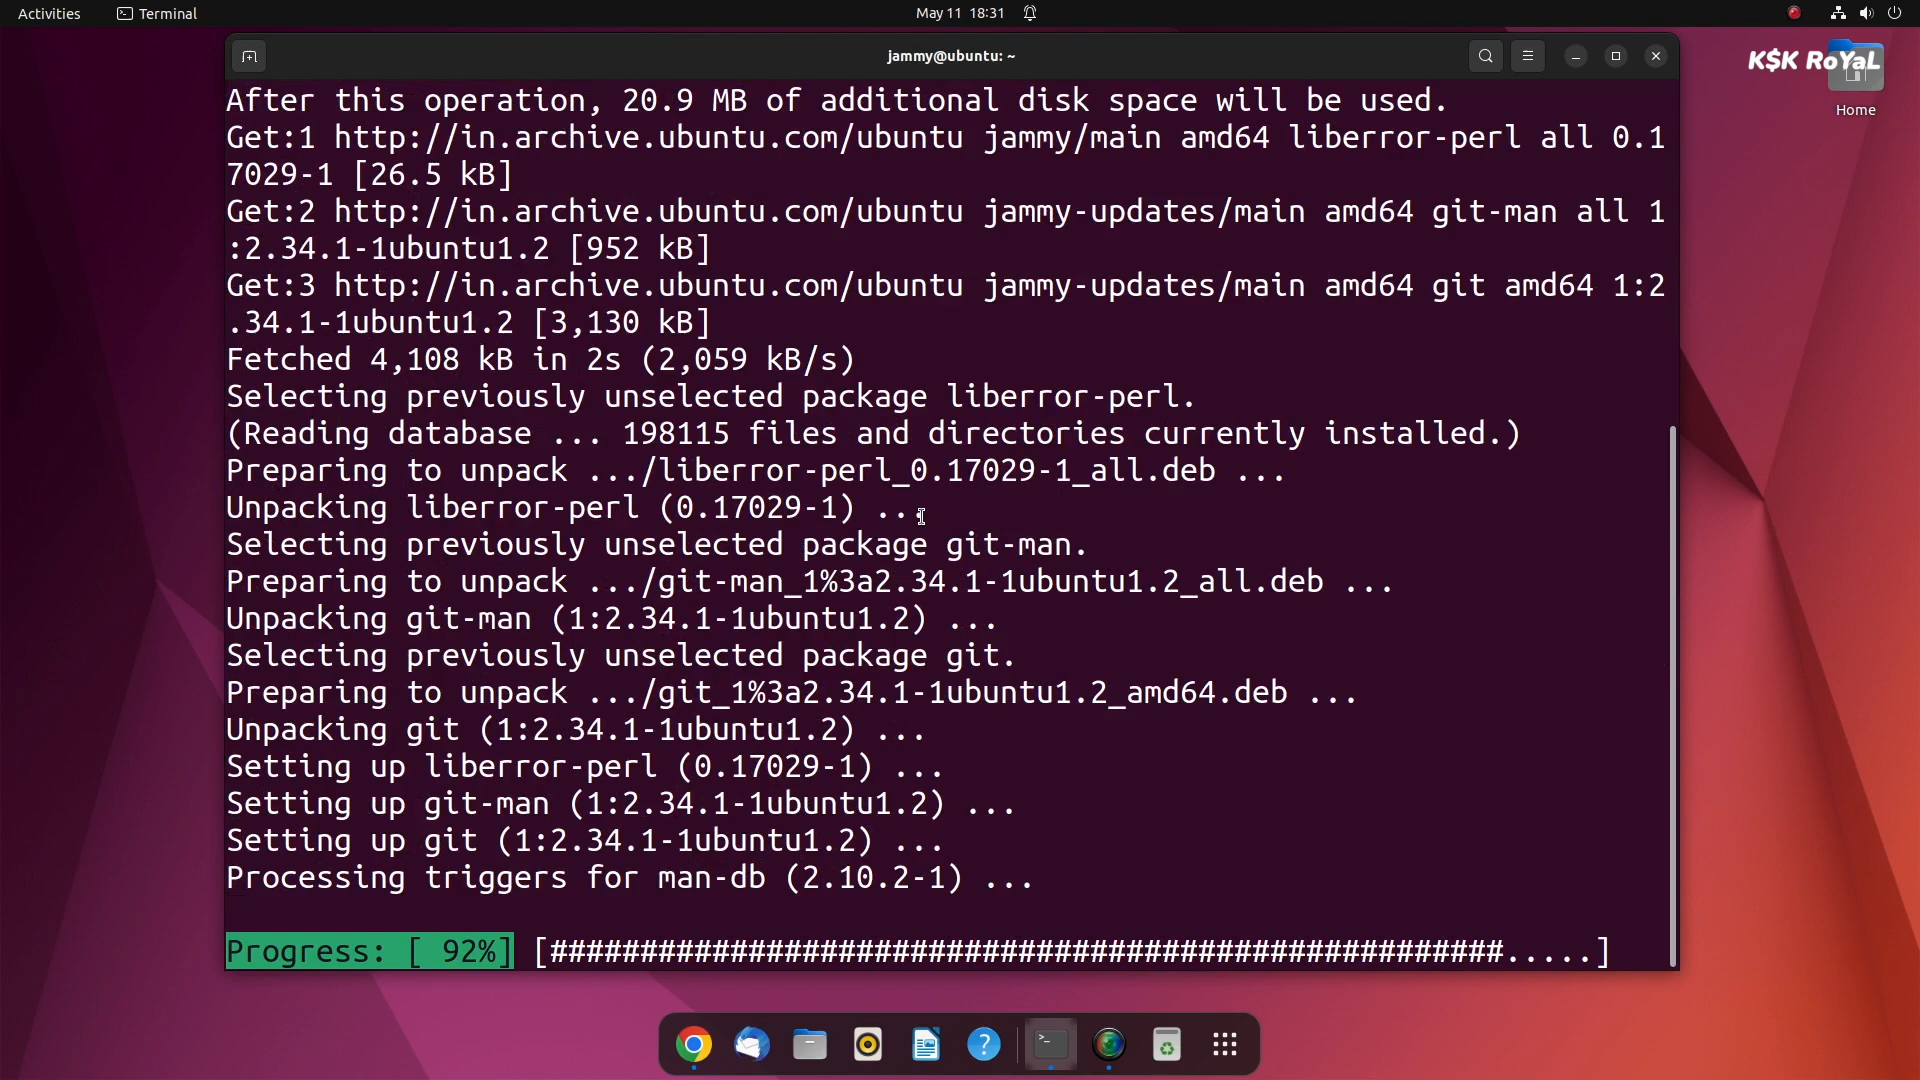 Activities Terminal May 11 18:31
jammy@ubuntu: ~
K$K RoYaL
Home
After this operation, 20.9 MB of additional disk space will be used.
Get:1 http://in.archive.ubuntu.com/ubuntu jammy/main amd64 liberror-perl all 0.1
7029-1 [26.5 kB]
Get:2 http://in.archive.ubuntu.com/ubuntu jammy-updates/main amd64 git-man all 1
:2.34.1-1ubuntu1.2 [952 kB]
Get:3 http://in.archive.ubuntu.com/ubuntu jammy-updates/main amd64 git amd64 1:2
.34.1-1ubuntu1.2 [3,130 kB]
Fetched 4,108 kB in 2s (2,059 kB/s)
Selecting previously unselected package liberror-perl.
(Reading database ... 198115 files and directories currently installed.)
Preparing to unpack .../liberror-perl_0.17029-1_all.deb ...
Unpacking liberror-perl (0.17029-1) ...
Selecting previously unselected package git-man.
Preparing to unpack .../git-man_1%3a2.34.1-1ubuntu1.2_all.deb ...
Unpacking git-man (1:2.34.1-1ubuntu1.2) ...
Selecting previously unselected package git.
Preparing to unpack .../git_1%3a2.34.1-1ubuntu1.2_amd64.deb ...
Unpacking git (1:2.34.1-1ubuntu1.2) ...
Setting up liberror-perl (0.17029-1) ...
Setting up git-man (1:2.34.1-1ubuntu1.2) ...
Setting up git (1:2.34.1-1ubuntu1.2) ...
Processing triggers for man-db (2.10.2-1) ...
Progress: [ 92%] [#####################################################.....]